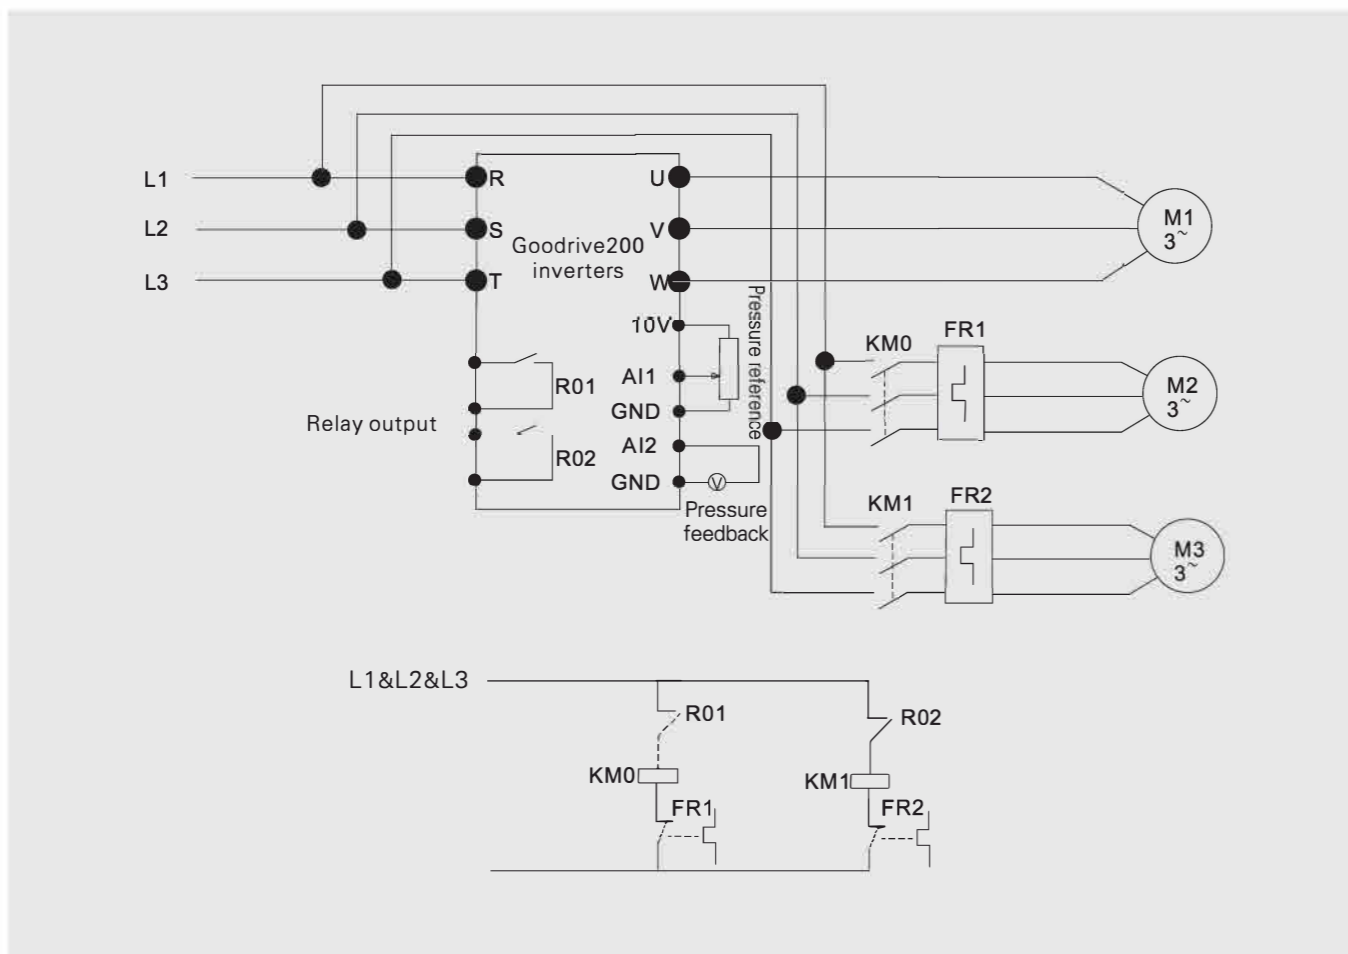 L1
L2
L3
R
S
T
U
V
W
Goodrive200
inverters
10V
AI1
GND
AI2
GND
Pressure reference
Pressure
feedback
R01
R02
Relay output
M1
3~
KM0
FR1
M2
3~
KM1
FR2
M3
3~
V
L1&L2&L3
R01
R02
KM0
KM1
FR1
FR2